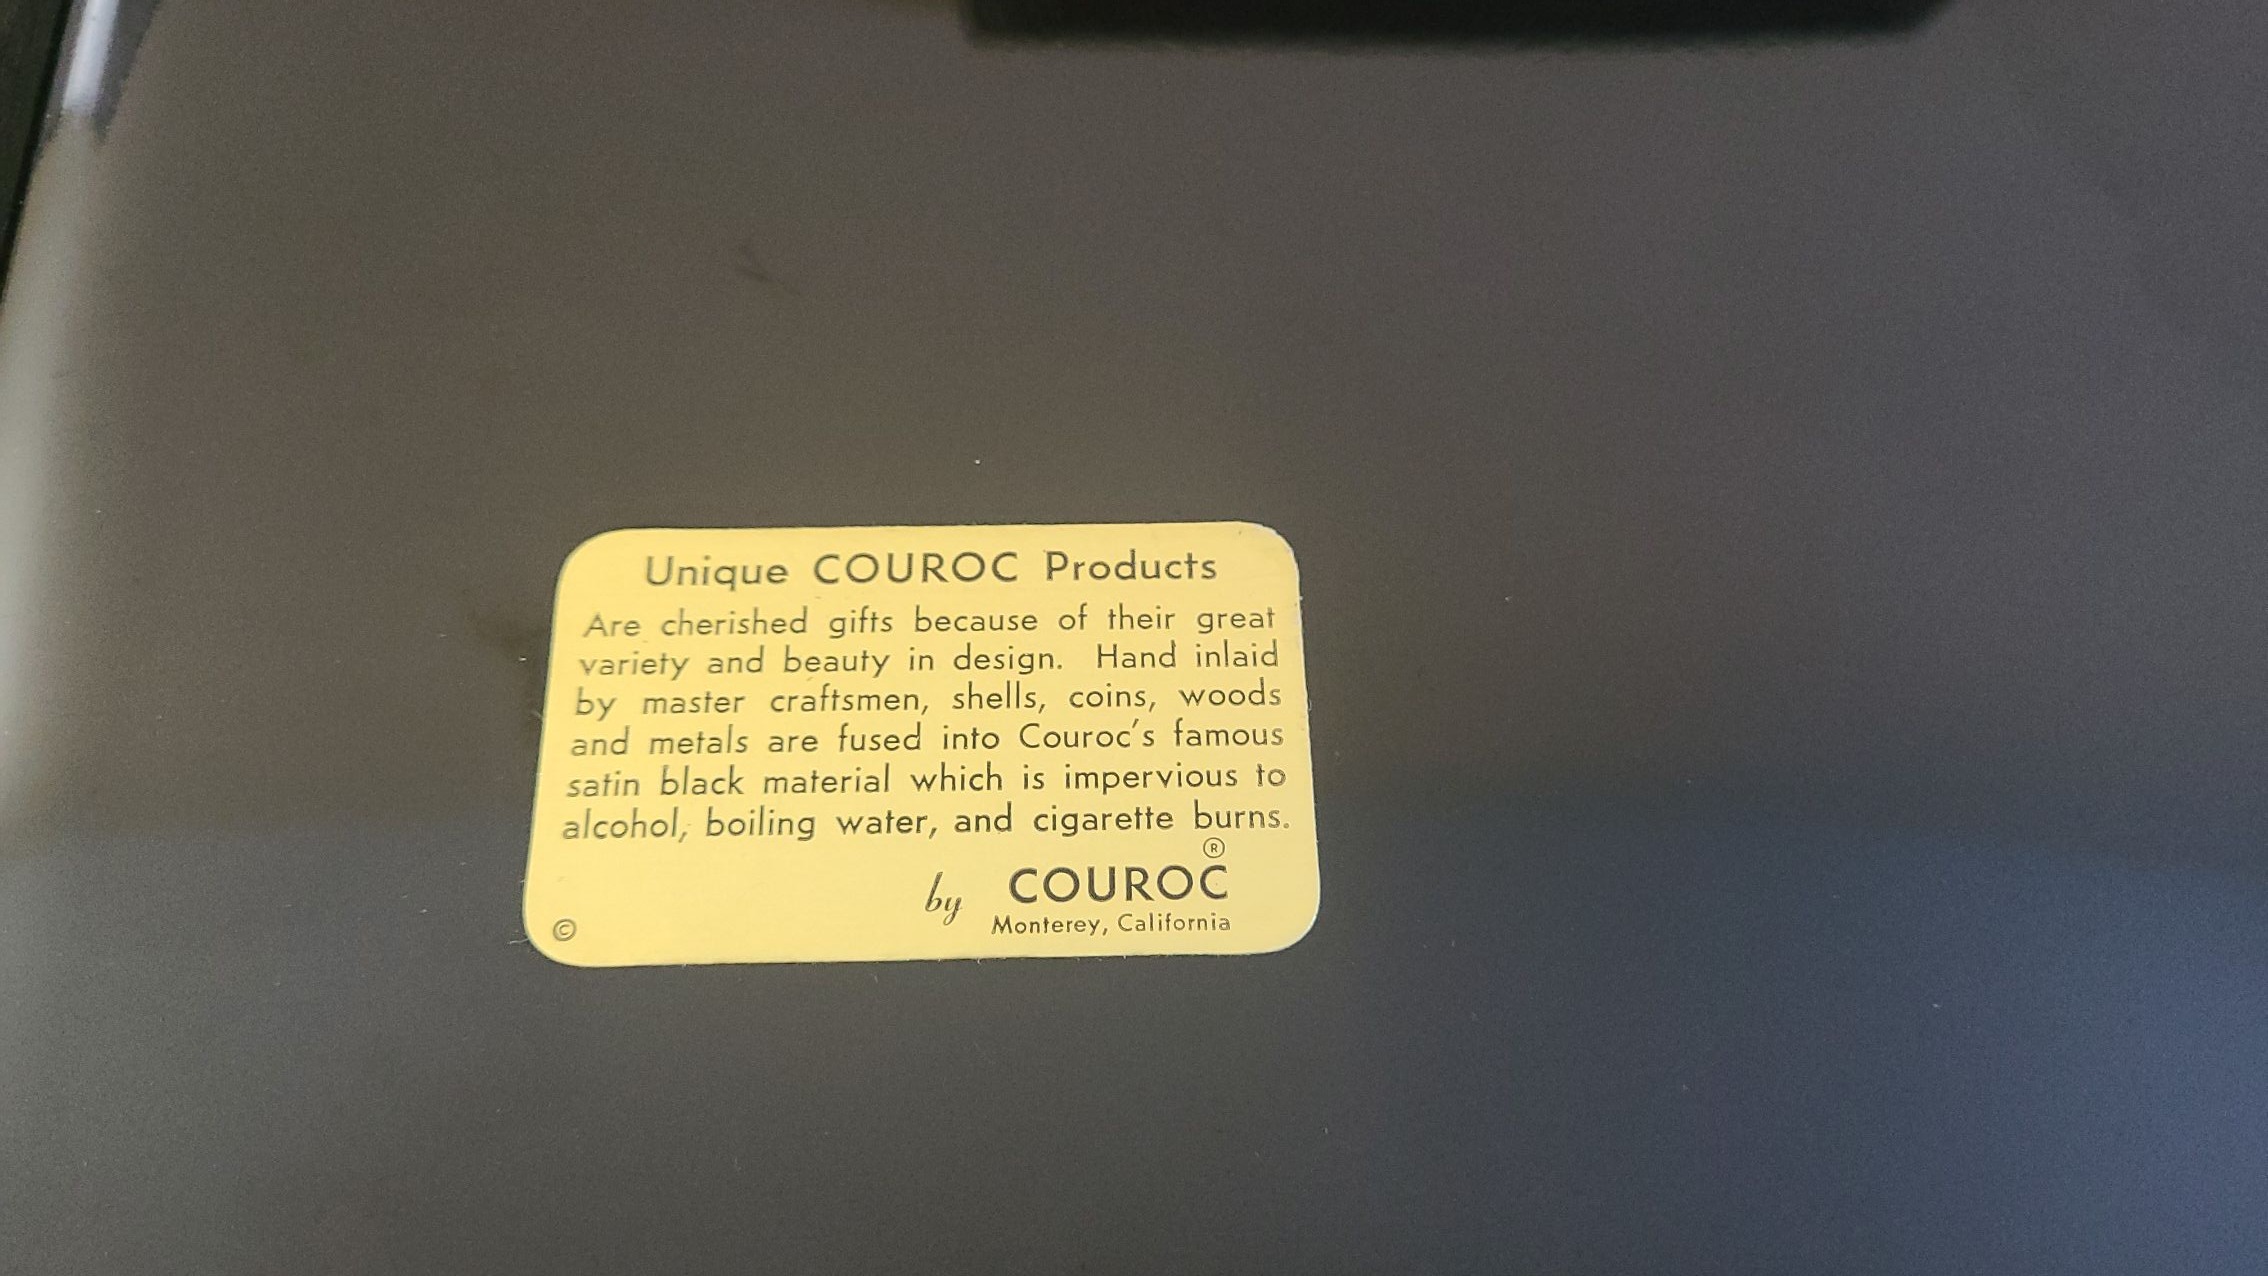 Unique COUROC Products
Are cherished gifts because of their great
variety and beauty in design. Hand inlaid
by master craftsmen, shells, coins, woods
and metals are fused into Couroc's famous
satin black material which is impervious to
alcohol, boiling water, and cigarette burns.
®
by COUROC
Monterey, California
©